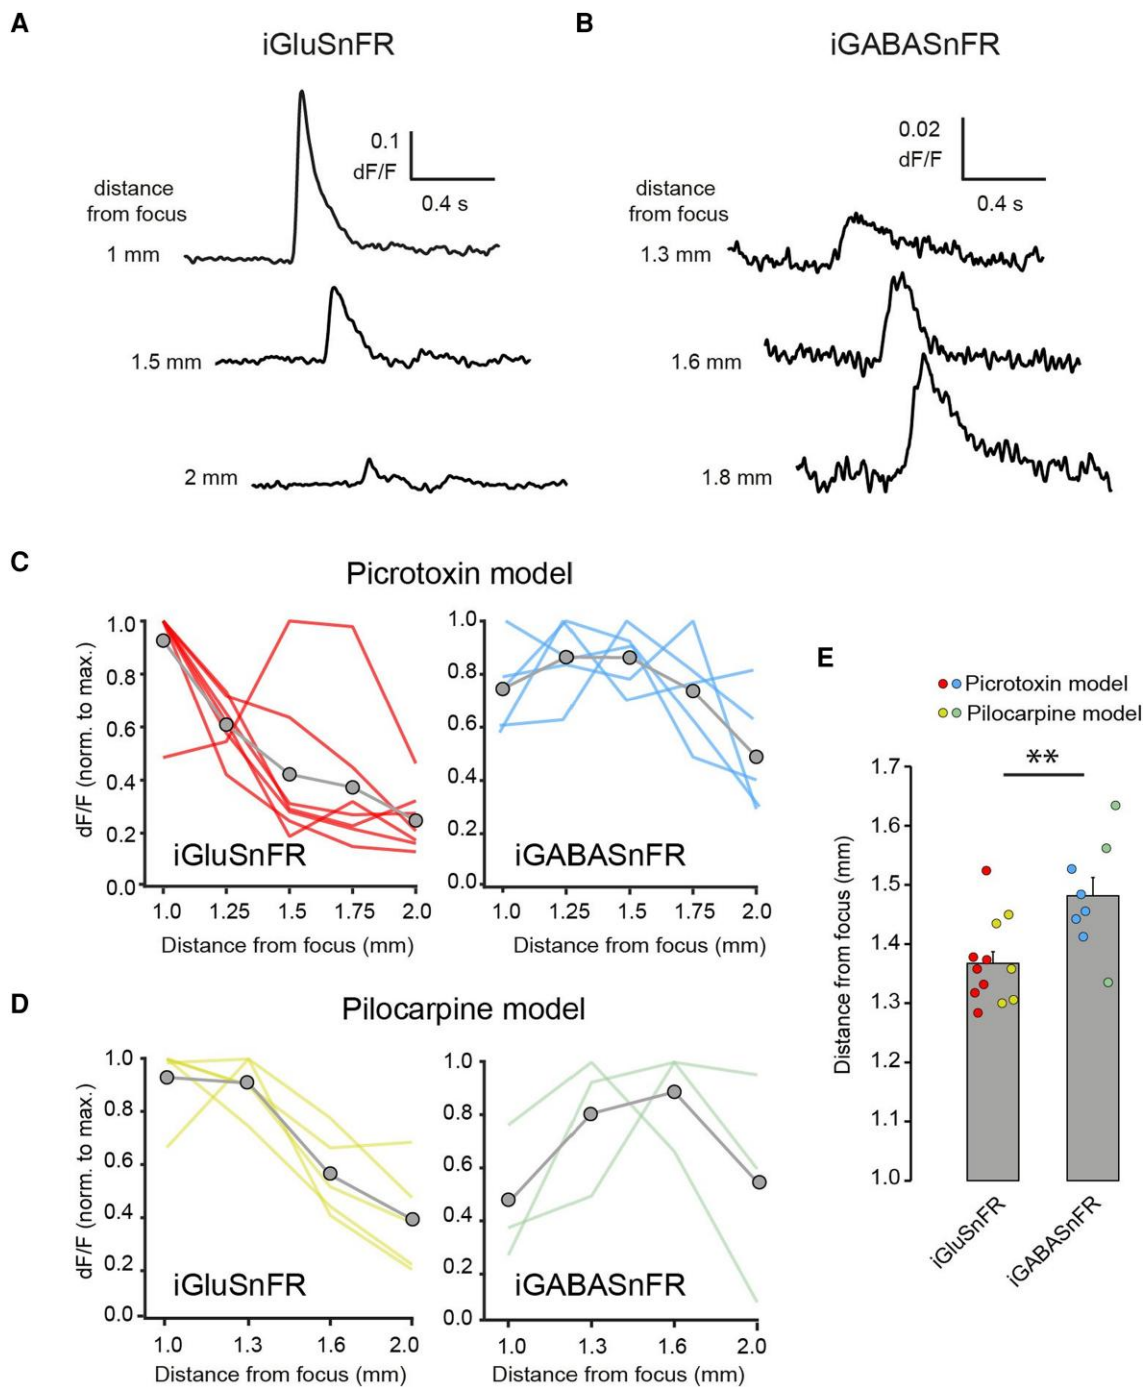 A
iGluSnFR
0.1
dF/F
0.4 s
distance
from focus
1 mm
1.5 mm
2 mm
B
iGABASnFR
0.02
dF/F
0.4 s
distance
from focus
1.3 mm
1.6 mm
1.8 mm
C
Picrotoxin model
dF/F (norm. to max.)
1.0
0.8
0.6
0.4
0.2
0.0
iGluSnFR
1.0 1.25 1.5 1.75 2.0
Distance from focus (mm)
1.0
0.8
0.6
0.4
0.2
0.0
iGABASnFR
1.0 1.25 1.5 1.75 2.0
Distance from focus (mm)
D
Pilocarpine model
dF/F (norm. to max.)
1.0
0.8
0.6
0.4
0.2
0.0
iGluSnFR
1.0 1.3 1.6 2.0
Distance from focus (mm)
1.0
0.8
0.6
0.4
0.2
0.0
iGABASnFR
1.0 1.3 1.6 2.0
Distance from focus (mm)
E
Picrotoxin model
Pilocarpine model
**
Distance from focus (mm)
1.7
1.6
1.5
1.4
1.3
1.2
1.1
1.0
iGluSnFR
iGABASnFR